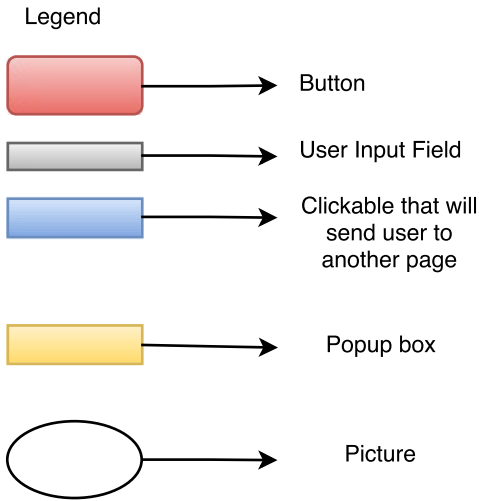 Legend
Button
User Input Field
Clickable that will
send user to
another page
Popup box
Picture